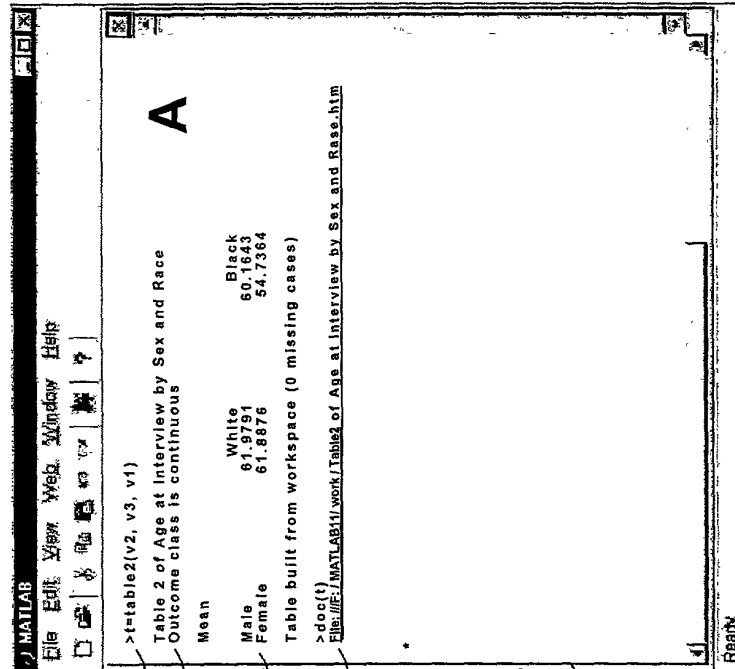 MATLAB
File Edit View Web Window Help
?
>t=table2(v2, v3, v1)
Table 2 of Age at Interview by Sex and Race
Outcome class is continuous
A
Mean
White Black
Male 61.9791 60.1643
Female 61.8876 54.7364
Table built from workspace (0 missing cases)
>doc(t)
File: ///F:/ MATLAB11/ work / Table2 of Age at Interview by Sex and Rase.htm
Ready